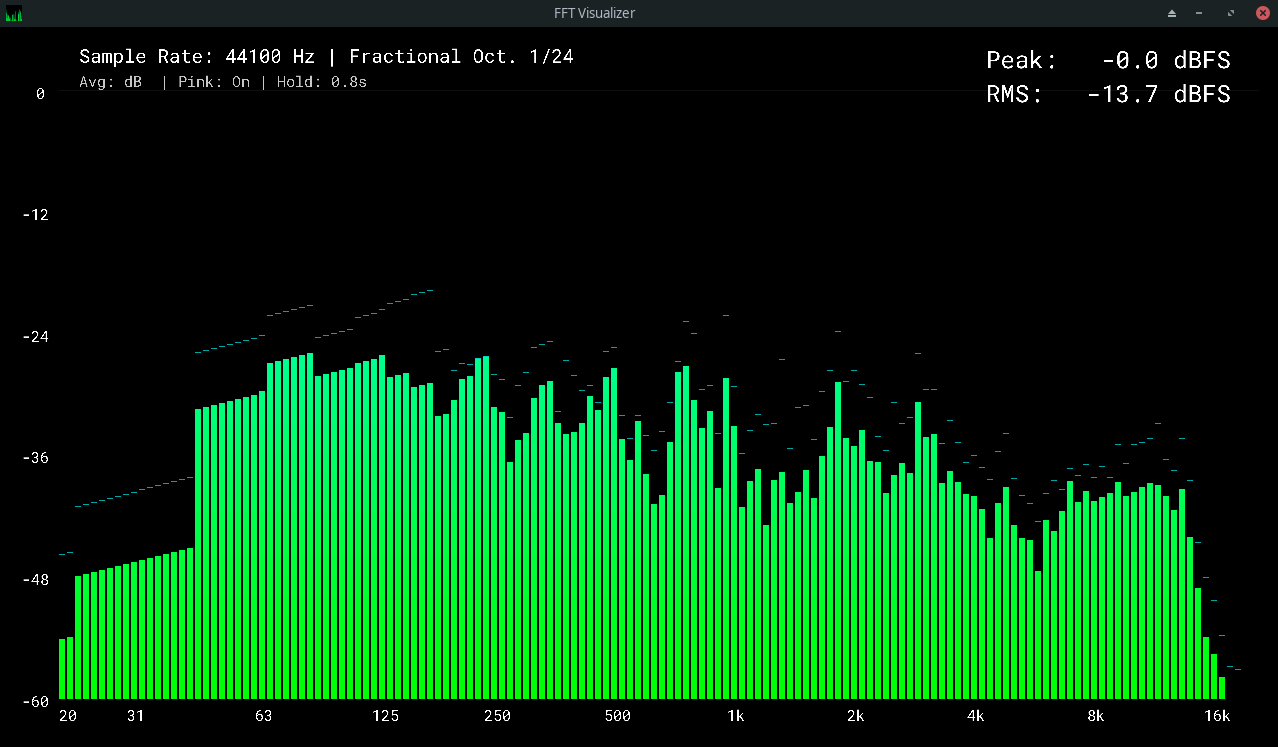 FFT Visualizer
Sample Rate: 44100 Hz | Fractional Oct. 1/24
Avg: dB | Pink: On | Hold: 0.8s
Peak: -0.0 dBFS
RMS: -13.7 dBFS
0
-12
-24
-36
-48
-60
20 31 63 125 250 500 1k 2k 4k 8k 16k